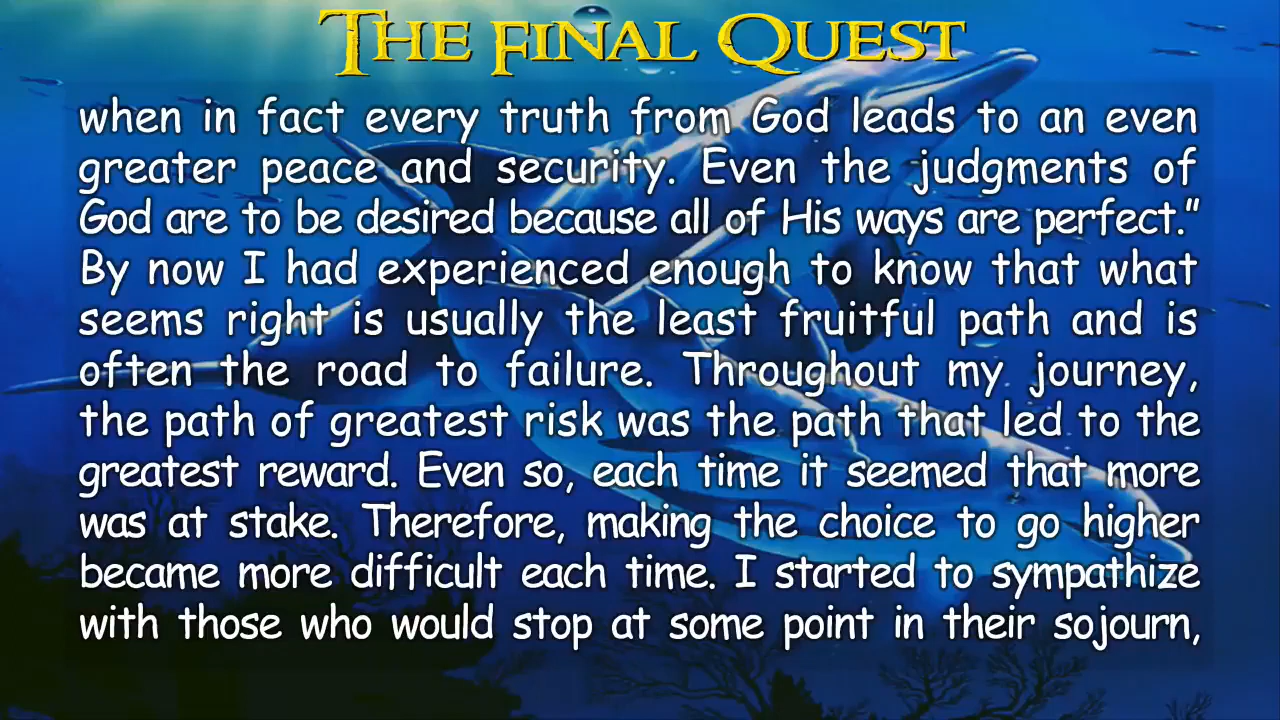 The Final Quest
when in fact every truth from God leads to an even
greater peace and security. Even the judgments of
God are to be desired because all of His ways are perfect.”
By now I had experienced enough to know that what
seems right is usually the least fruitful path and is
often the road to failure. Throughout my journey,
the path of greatest risk was the path that led to the
greatest reward. Even so, each time it seemed that more
was at stake. Therefore, making the choice to go higher
became more difficult each time. I started to sympathize
with those who would stop at some point in their sojourn,